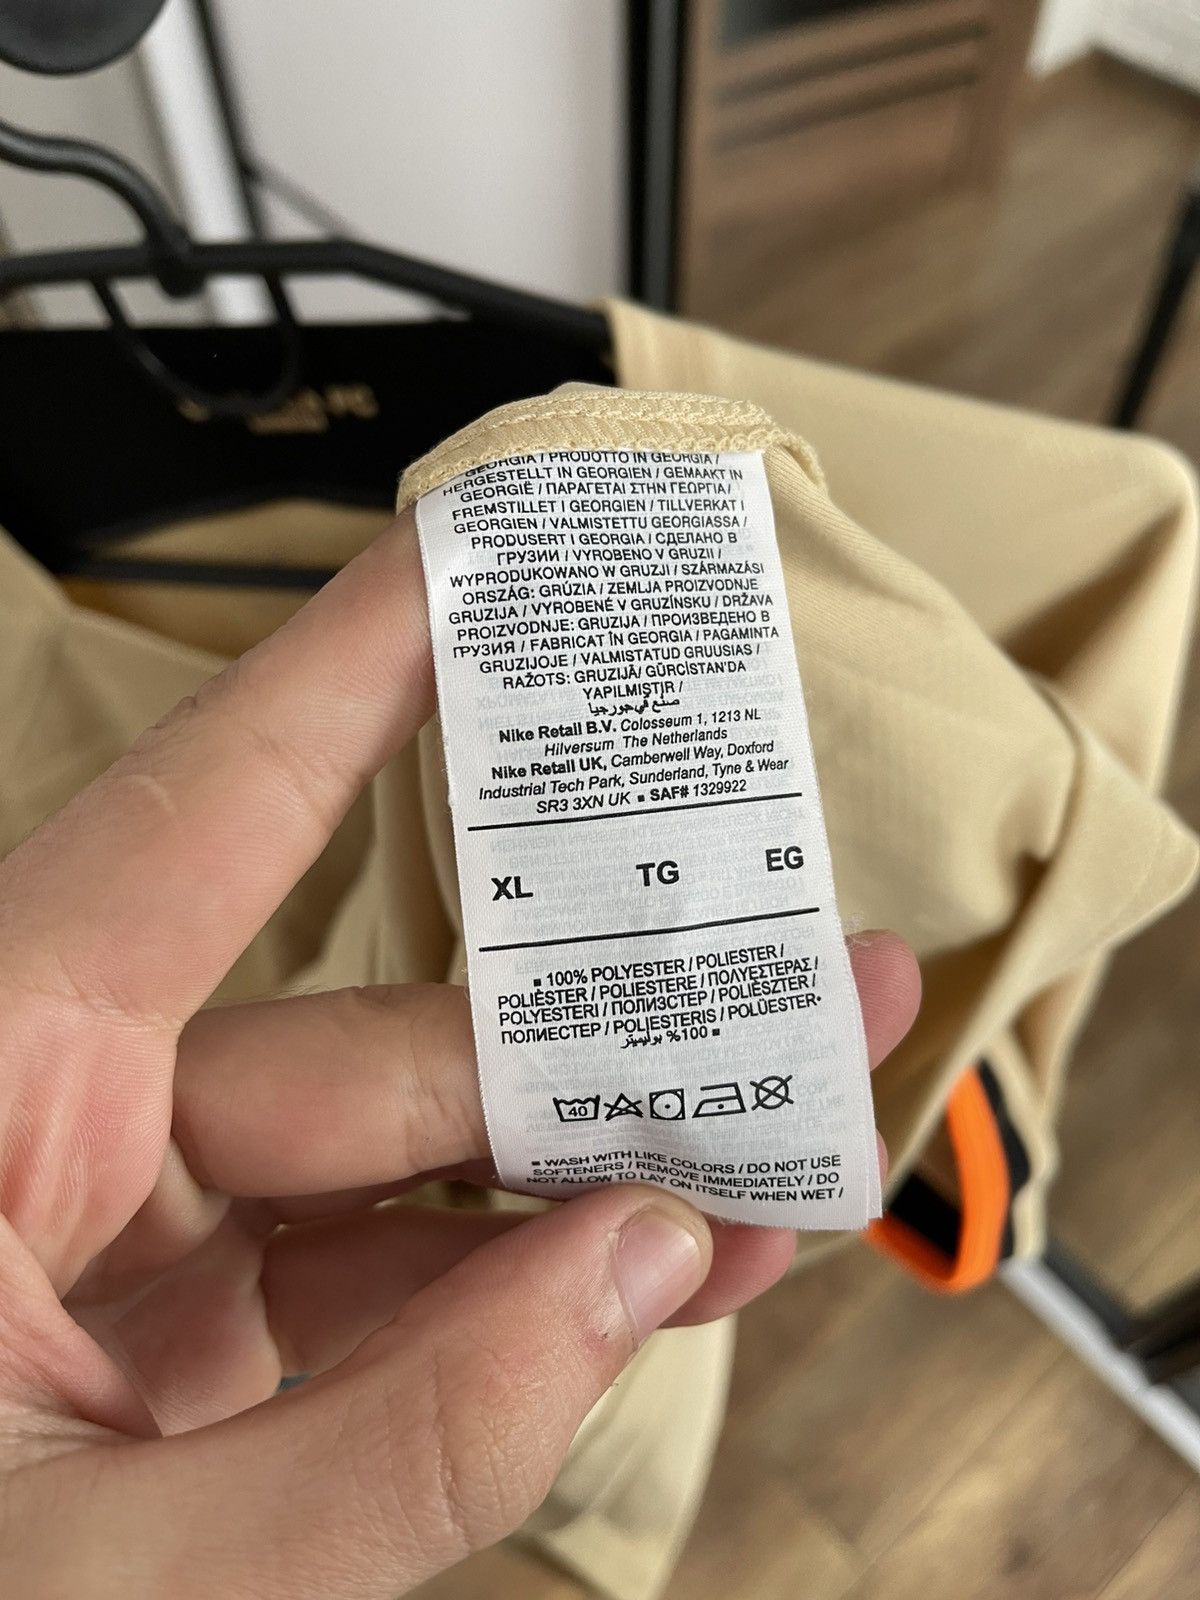 GEORGIA / PRODOTTO IN GEORGIA /
HERGESTELLT IN GEORGIEN / GEMAAKT IN
GEORGIË / ΠΑΡΑΓΕΤΑΙ ΣΤΗΝ ΓΕΩΡΓΙΑ /
FREMSTILLET I GEORGIEN / TILLVERKAT I
GEORGIEN / VALMISTETTU GEORGIASSA /
PRODUSERT I GEORGIA / СДЕЛАНО В
ГРУЗИИ / VYROBENO V GRUZII /
WYPRODUKOWANO W GRUZJI / SZÁRMAZÁSI
ORSZÁG: GRÚZIA / ZEMLJA PROIZVODNJE
GRUZIJA / VYROBENÉ V GRUZÍNSKU / DRŽAVA
PROIZVODNJE: GRUZIJA / ПРОИЗВЕДЕНО В
ГРУЗИЯ / FABRICAT ÎN GEORGIA / PAGAMINTA
GRUZIJOJE / VALMISTATUD GRUUSIAS /
RAŽOTS: GRUZIJĀ/ GÜRCİSTAN'DA
YAPILMIŞTIR /
صنع في جورجيا
Nike Retail B.V. Colosseum 1, 1213 NL
Hilversum The Netherlands
Nike Retail UK, Camberwell Way, Doxford
Industrial Tech Park, Sunderland, Tyne & Wear
SR3 3XN UK ■ SAF# 1329922
XL TG EG
■ 100% POLYESTER / POLIESTER /
POLIÈSTER / POLIESTERE / ΠΟΛΥΕΣΤΕΡΑΣ /
POLYESTERI / ПОЛИЭСТЕР / POLIÉSZTER /
ПОЛИЕСТЕР / POLIESTERIS / POLÜESTER•
100% بوليستر ■
40
■ WASH WITH LIKE COLORS / DO NOT USE
SOFTENERS / REMOVE IMMEDIATELY / DO
NOT ALLOW TO LAY ON ITSELF WHEN WET /
FC